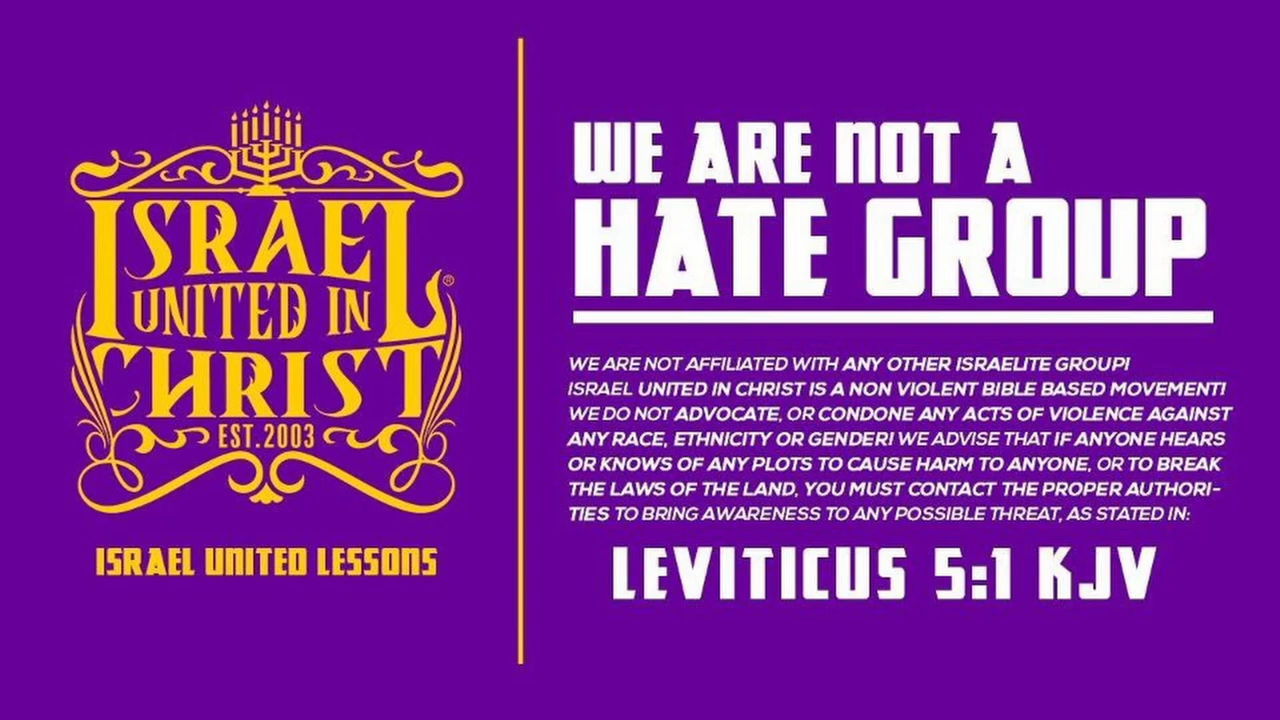 ISRAEL
UNITED IN
CHRIST®
EST. 2003
ISRAEL UNITED LESSONS
WE ARE NOT A
HATE GROUP
WE ARE NOT AFFILIATED WITH ANY OTHER ISRAELITE GROUP!
ISRAEL UNITED IN CHRIST IS A NON VIOLENT BIBLE BASED MOVEMENT!
WE DO NOT ADVOCATE, OR CONDONE ANY ACTS OF VIOLENCE AGAINST
ANY RACE, ETHNICITY OR GENDER! WE ADVISE THAT IF ANYONE HEARS
OR KNOWS OF ANY PLOTS TO CAUSE HARM TO ANYONE, OR TO BREAK
THE LAWS OF THE LAND, YOU MUST CONTACT THE PROPER AUTHORI-
TIES TO BRING AWARENESS TO ANY POSSIBLE THREAT, AS STATED IN:
LEVITICUS 5:1 KJV